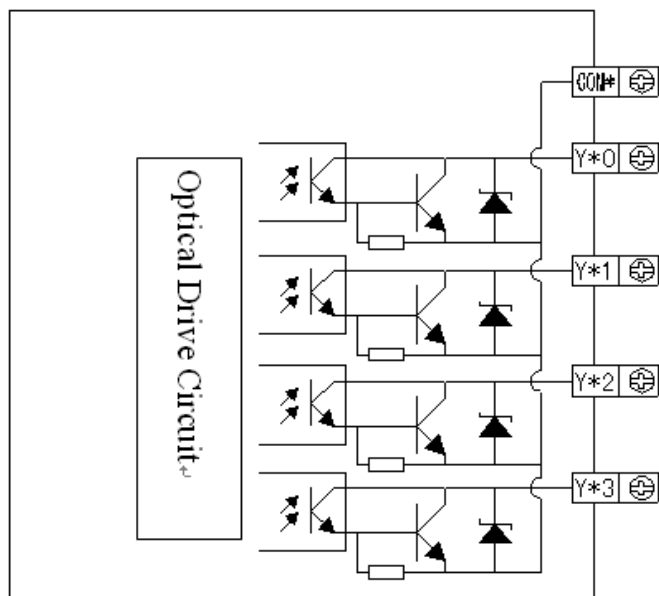 COM*
Y*0
Optical Drive Circuit↵
Y*1
Y*2
Y*3